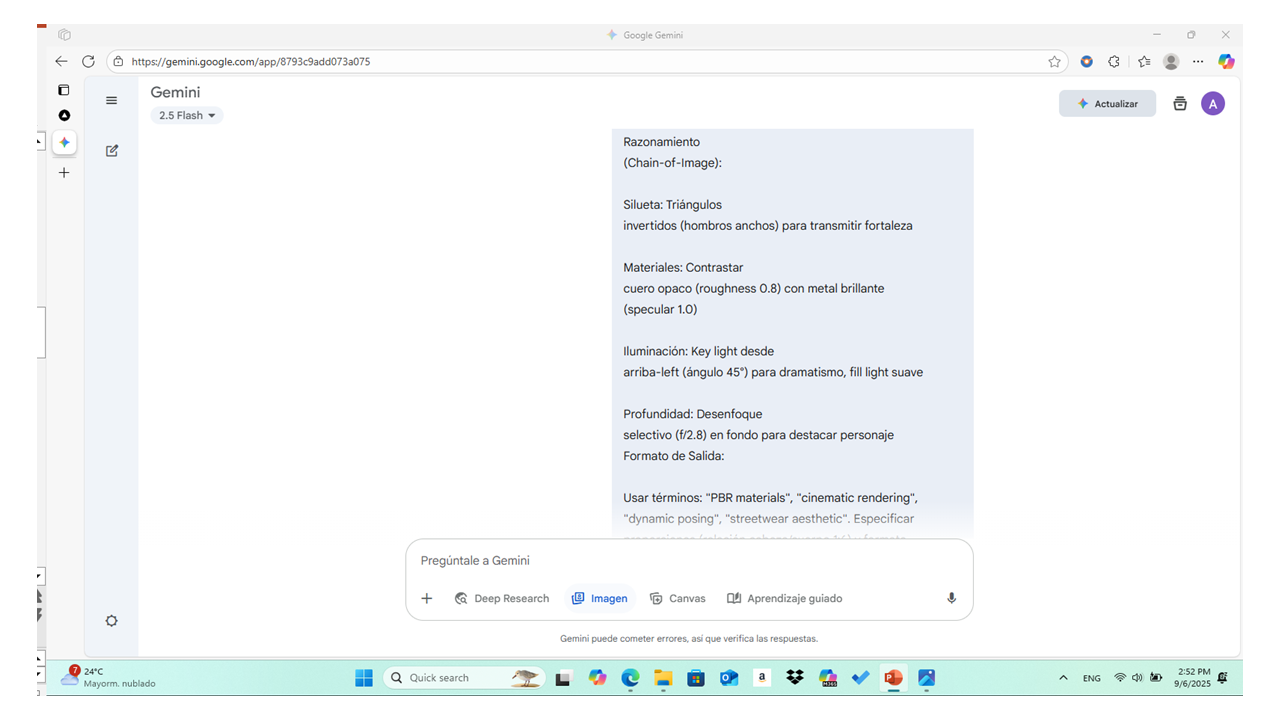 Google Gemini
https://gemini.google.com/app/8793c9add073a075
Gemini
2.5 Flash
Actualizar
A
Razonamiento
(Chain-of-Image):
Silueta: Triángulos
invertidos (hombros anchos) para transmitir fortaleza
Materiales: Contrastar
cuero opaco (roughness 0.8) con metal brillante
(specular 1.0)
Iluminación: Key light desde
arriba-left (ángulo 45°) para dramatismo, fill light suave
Profundidad: Desenfoque
selectivo (f/2.8) en fondo para destacar personaje
Formato de Salida:
Usar términos: "PBR materials", "cinematic rendering",
"dynamic posing", "streetwear aesthetic". Especificar
Pregúntale a Gemini
Deep Research
Imagen
Canvas
Aprendizaje guiado
Gemini puede cometer errores, así que verifica las respuestas.
7
24°C
Mayorm. nublado
Quick search
a
M365
ENG
2:52 PM
9/6/2025